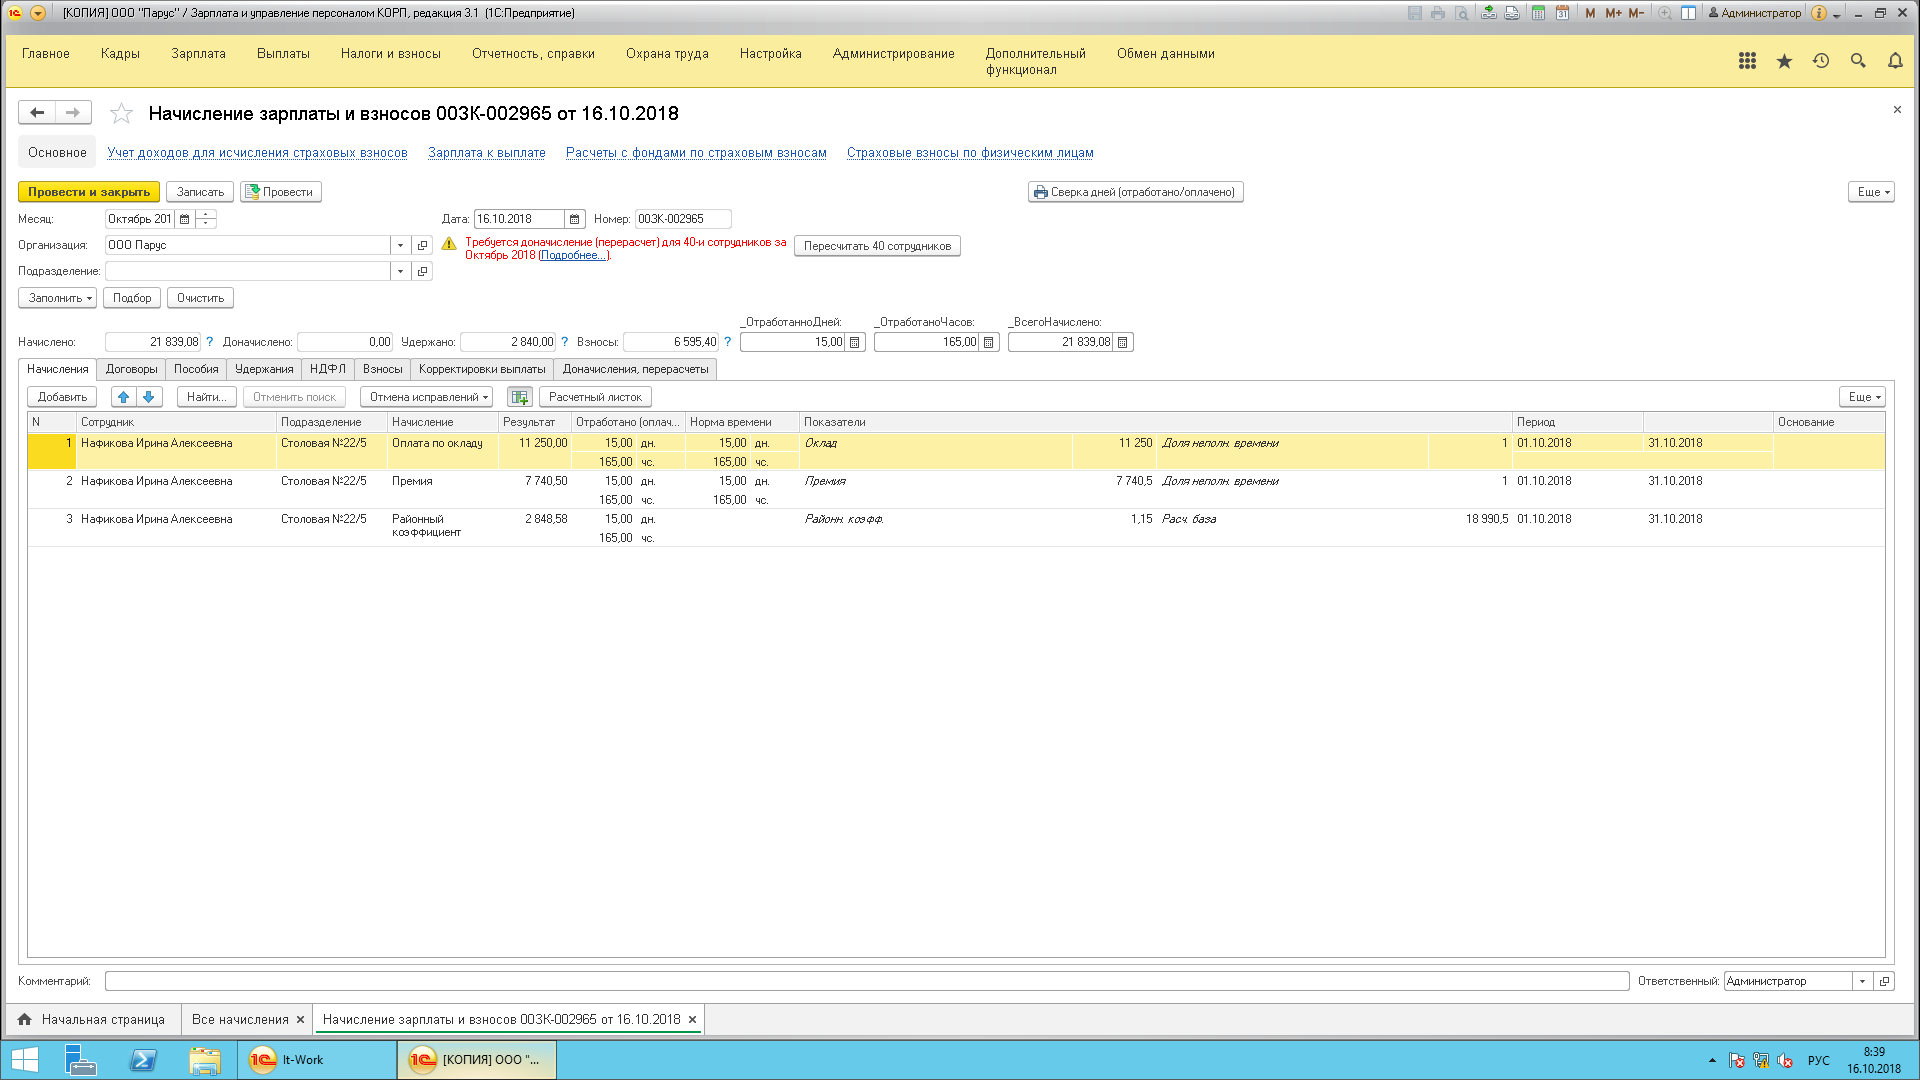 [КОПИЯ] ООО "Парус" / Зарплата и управление персоналом КОРП, редакция 3.1 (1С:Предприятие)
M M+ M- Администратор
Главное Кадры Зарплата Выплаты Налоги и взносы Отчетность, справки Охрана труда Настройка Администрирование Дополнительный функционал Обмен данными
Начисление зарплаты и взносов 00ЗК-002965 от 16.10.2018
Основное Учет доходов для исчисления страховых взносов Зарплата к выплате Расчеты с фондами по страховым взносам Страховые взносы по физическим лицам
Провести и закрыть Записать Провести Сверка дней (отработано/оплачено) Еще
Месяц: Октябрь 201 Дата: 16.10.2018 Номер: 00ЗК-002965
Организация: ООО Парус Требуется доначисление (перерасчет) для 40-и сотрудников за Пересчитать 40 сотрудников
Октябрь 2018 (Подробнее...).
Подразделение:
Заполнить Подбор Очистить
_ОтработанноДней: _ОтработаноЧасов: _ВсегоНачислено:
Начислено: 21 839,08 ? Доначислено: 0,00 Удержано: 2 840,00 ? Взносы: 6 595,40 ? 15,00 165,00 21 839,08
Начисления Договоры Пособия Удержания НДФЛ Взносы Корректировки выплаты Доначисления, перерасчеты
Добавить Найти... Отменить поиск Отмена исправлений Расчетный листок Еще
N Сотрудник Подразделение Начисление Результат Отработано (оплач... Норма времени Показатели Период Основание
1 Нафикова Ирина Алексеевна Столовая №22/5 Оплата по окладу 11 250,00 15,00 дн. 15,00 дн. Оклад 11 250 Доля неполн. времени 1 01.10.2018 31.10.2018
165,00 чс. 165,00 чс.
2 Нафикова Ирина Алексеевна Столовая №22/5 Премия 7 740,50 15,00 дн. 15,00 дн. Премия 7 740,5 Доля неполн. времени 1 01.10.2018 31.10.2018
165,00 чс. 165,00 чс.
3 Нафикова Ирина Алексеевна Столовая №22/5 Районный 2 848,58 15,00 дн. Районн. коэфф. 1,15 Расч. база 18 990,5 01.10.2018 31.10.2018
коэффициент 165,00 чс.
Комментарий: Ответственный: Администратор
Начальная страница Все начисления Начисление зарплаты и взносов 00ЗК-002965 от 16.10.2018
It-Work [КОПИЯ] ООО "... РУС 8:39
16.10.2018